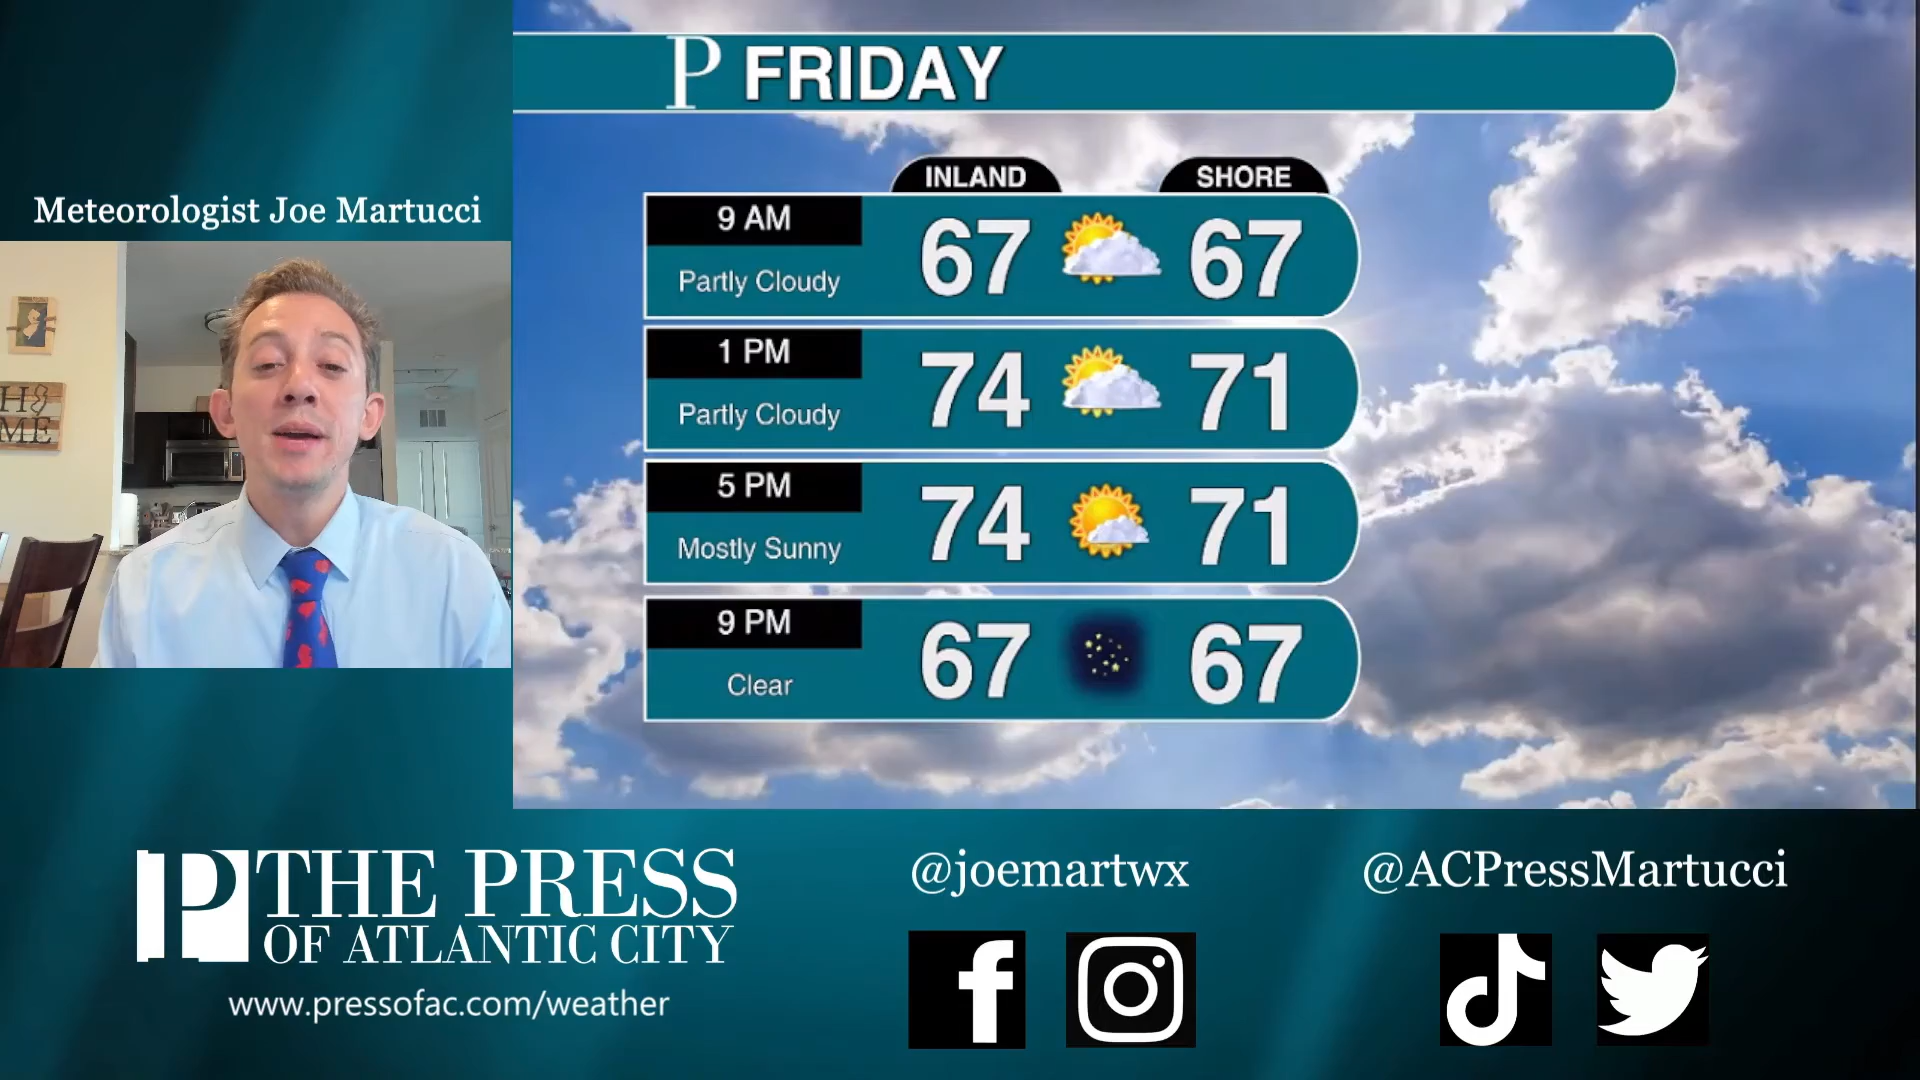 P FRIDAY
INLAND SHORE
9 AM
Partly Cloudy
67 67
1 PM
Partly Cloudy
74 71
5 PM
Mostly Sunny
74 71
9 PM
Clear
67 67
Meteorologist Joe Martucci
H
ME
P THE PRESS
OF ATLANTIC CITY
www.pressofac.com/weather
@joemartwx
@ACPressMartucci